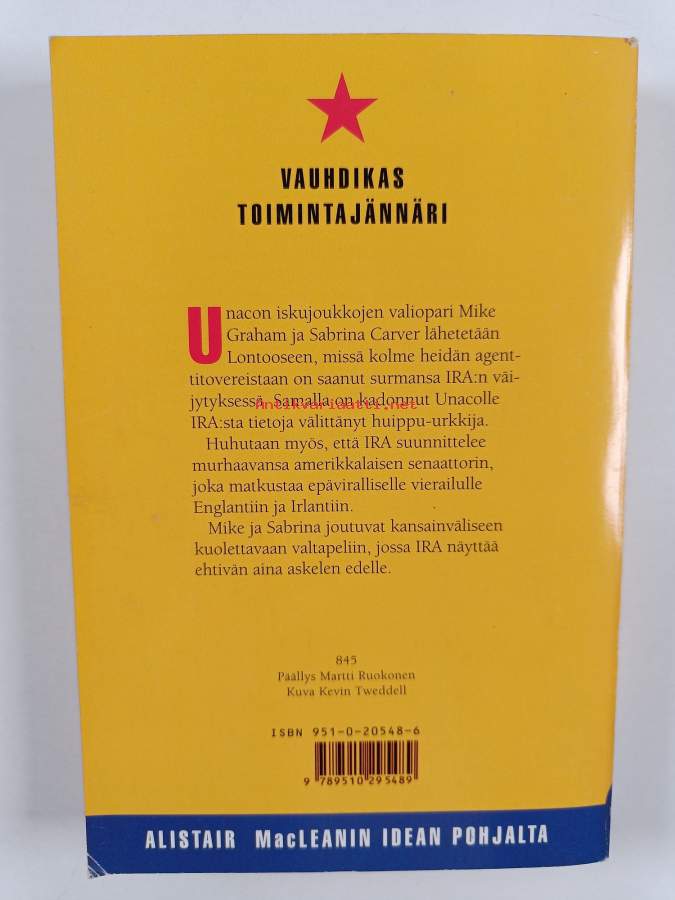 VAUHDIKAS
TOIMINTAJÄNNÄRI
Unacon iskujoukkojen valiopari Mike
Graham ja Sabrina Carver lähetetään
Lontooseen, missä kolme heidän agent-
titovereistaan on saanut surmansa IRA:n väi-
jytyksessä. Samalla on kadonnut Unacolle
Antikvariaatti.net
IRA:sta tietoja välittänyt huippu-urkkija.
Huhutaan myös, että IRA suunnittelee
murhaavansa amerikkalaisen senaattorin,
joka matkustaa epäviralliselle vierailulle
Englantiin ja Irlantiin.
Mike ja Sabrina joutuvat kansainväliseen
kuolettavaan valtapeliin, jossa IRA näyttää
ehtivän aina askelen edelle.
845
Päällys Martti Ruokonen
Kuva Kevin Tweddell
ISBN 951-0-20548-6
9 789510 295489
ALISTAIR MacLEANIN IDEAN POHJALTA